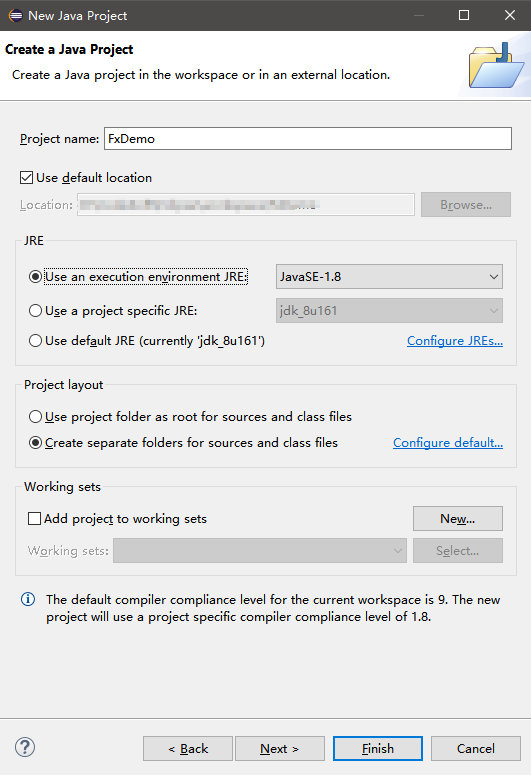 New Java Project
Create a Java Project
Create a Java project in the workspace or in an external location.
Project name: FxDemo
Use default location
Location:
Browse...
JRE
Use an execution environment JRE: JavaSE-1.8
Use a project specific JRE: jdk_8u161
Use default JRE (currently 'jdk_8u161') Configure JREs...
Project layout
Use project folder as root for sources and class files
Create separate folders for sources and class files Configure default...
Working sets
Add project to working sets New...
Working sets: Select...
The default compiler compliance level for the current workspace is 9. The new
project will use a project specific compiler compliance level of 1.8.
? < Back Next > Finish Cancel